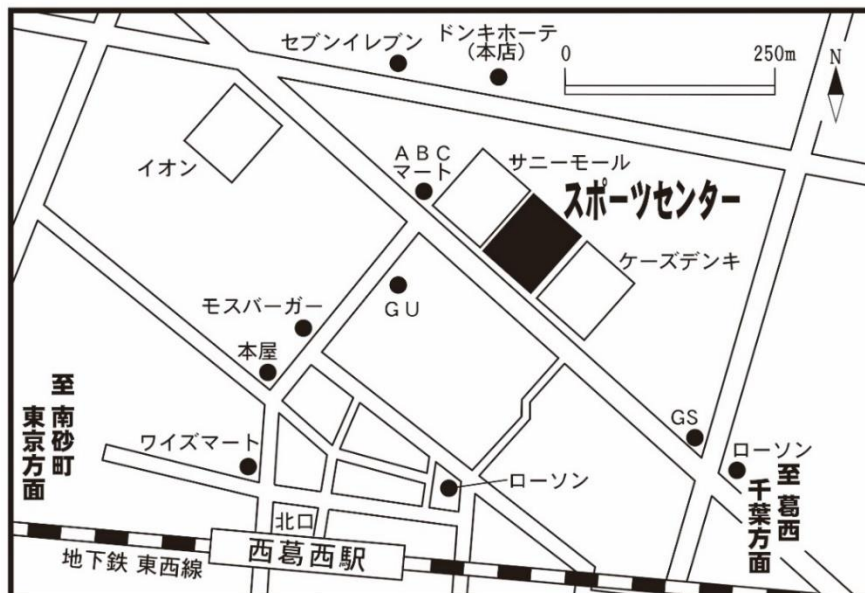 セブンイレブン
ドンキホーテ
(本店)
0 250m
N
イオン
ABC
マート
サニーモール
スポーツセンター
ケーズデンキ
GU
モスバーガー
本屋
至 南砂町
東京方面
ワイズマート
GS
ローソン
至 葛西
千葉方面
ローソン
北口
西葛西駅
地下鉄 東西線